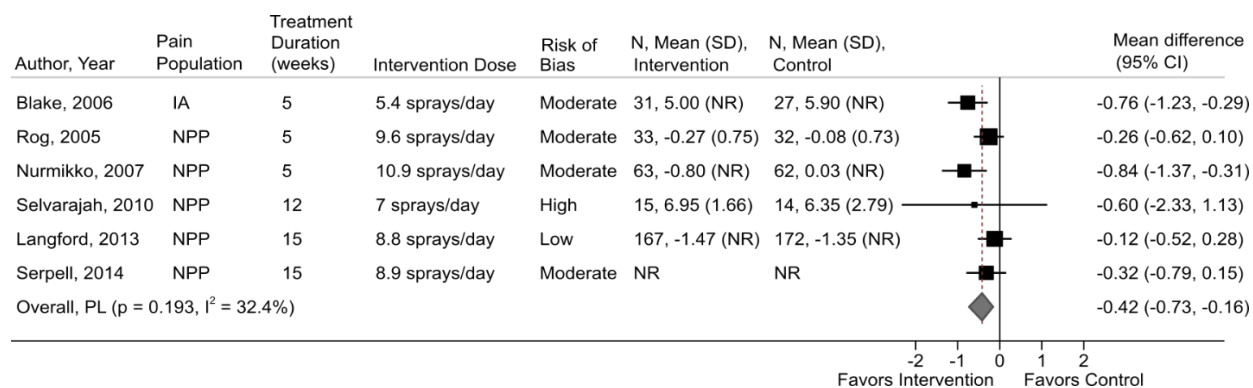 Author, Year Pain Population Treatment Duration (weeks) Intervention Dose Risk of Bias N, Mean (SD), Intervention N, Mean (SD), Control Mean difference (95% CI)
Blake, 2006 IA 5 5.4 sprays/day Moderate 31, 5.00 (NR) 27, 5.90 (NR) -0.76 (-1.23, -0.29)
Rog, 2005 NPP 5 9.6 sprays/day Moderate 33, -0.27 (0.75) 32, -0.08 (0.73) -0.26 (-0.62, 0.10)
Nurmikko, 2007 NPP 5 10.9 sprays/day Moderate 63, -0.80 (NR) 62, 0.03 (NR) -0.84 (-1.37, -0.31)
Selvarajah, 2010 NPP 12 7 sprays/day High 15, 6.95 (1.66) 14, 6.35 (2.79) -0.60 (-2.33, 1.13)
Langford, 2013 NPP 15 8.8 sprays/day Low 167, -1.47 (NR) 172, -1.35 (NR) -0.12 (-0.52, 0.28)
Serpell, 2014 NPP 15 8.9 sprays/day Moderate NR NR -0.32 (-0.79, 0.15)
Overall, PL (p = 0.193, I² = 32.4%) -0.42 (-0.73, -0.16)
-2 -1 0 1 2
Favors Intervention Favors Control